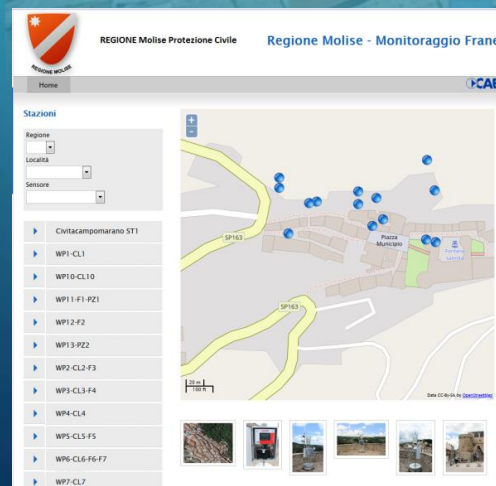 REGIONE MOLISE
REGIONE Molise Protezione Civile
Regione Molise - Monitoraggio Frane
Home
CAE
Stazioni
Regione
Località
Sensore
Civitacampomarano ST1
WP1-CL1
WP10-CL10
WP11-F1-PZ1
WP12-F2
WP13-PZ2
WP2-CL2-F3
WP3-CL3-F4
WP4-CL4
WP5-CL5-F5
WP6-CL6-F6-F7
WP7-CL7
+
-
SP163
Piazza
Municipio
SP163
20 m
100 ft
Data CC-By-SA by OpenStreetMap